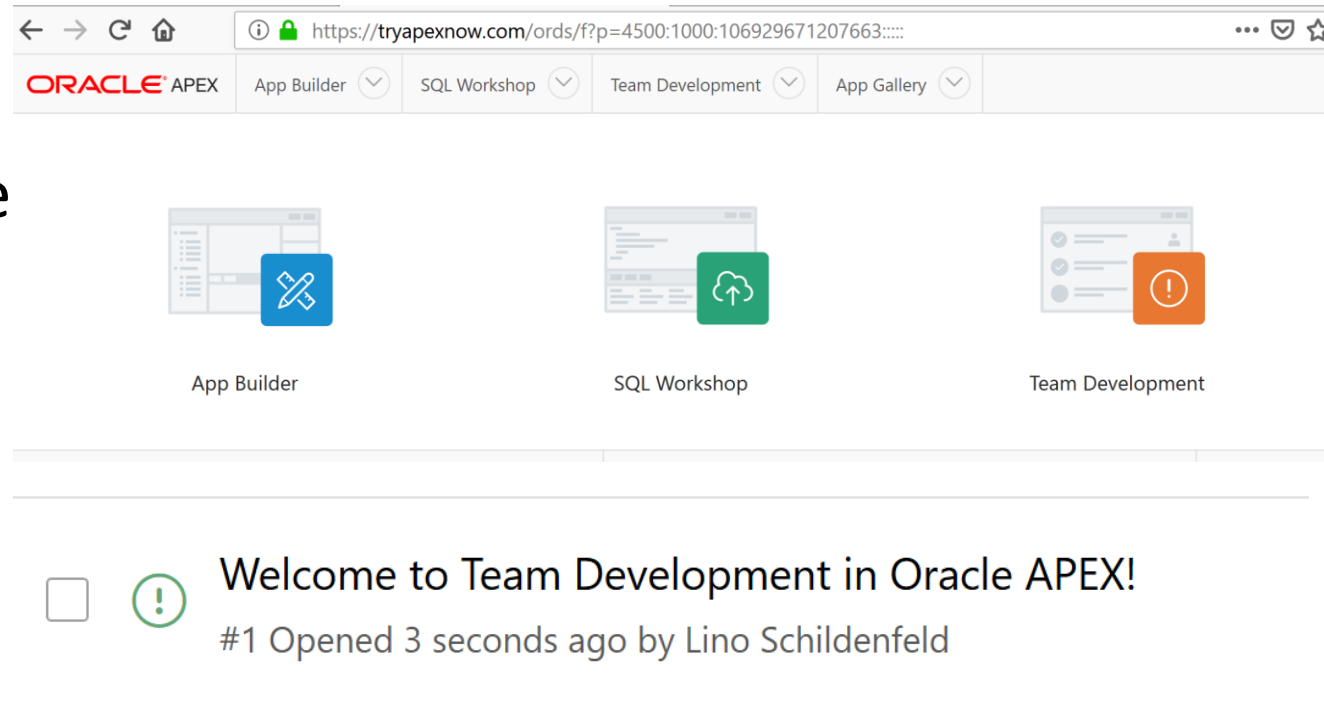 https://tryapexnow.com/ords/f?p=4500:1000:106929671207663:::::
ORACLE APEX App Builder SQL Workshop Team Development App Gallery
e
App Builder SQL Workshop Team Development
Welcome to Team Development in Oracle APEX!
#1 Opened 3 seconds ago by Lino Schildenfeld